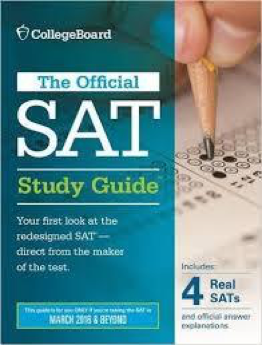 CollegeBoard
The Official
SAT
Study Guide
Your first look at the
redesigned SAT—
direct from the maker
of the test.
Includes:
4 Real
SATs
and official answer
explanations
This guide is for you ONLY if you're taking the SAT in
MARCH 2016 & BEYOND